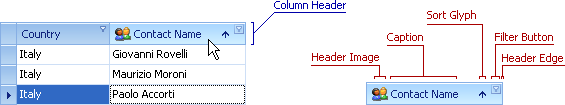 Column Header
Country Contact Name
Italy Giovanni Rovelli
Italy Maurizio Moroni
Italy Paolo Accorti
Sort Glyph
Caption Filter Button
Header Image Header Edge
Contact Name